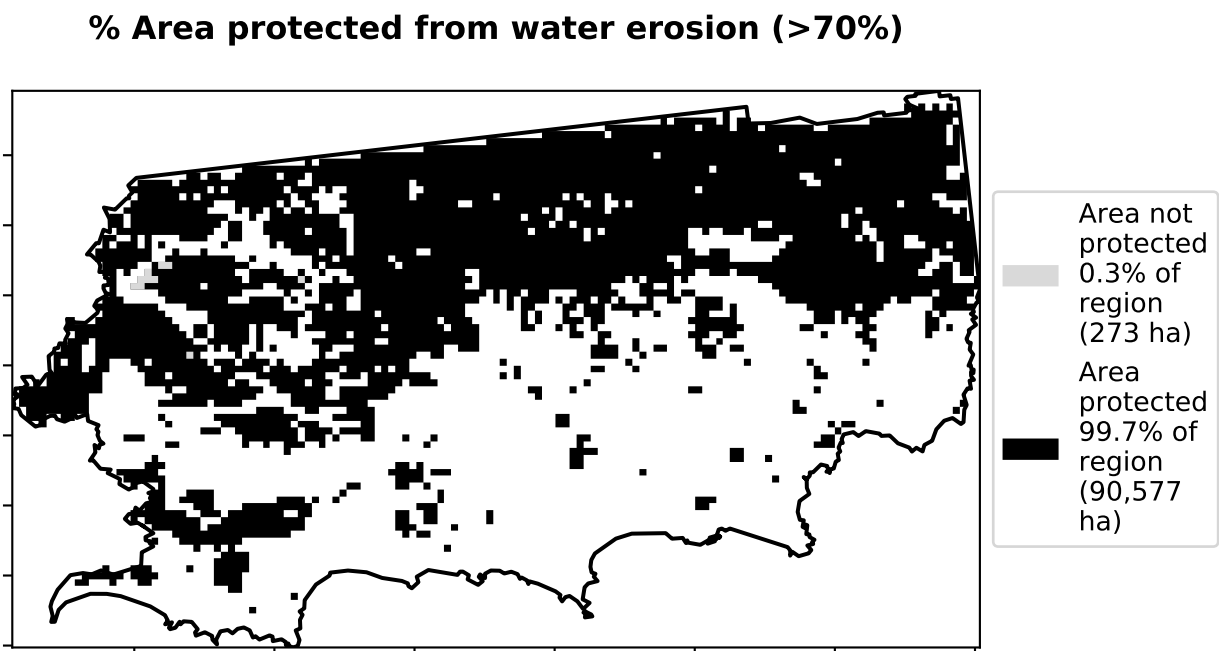 % Area protected from water erosion (>70%)
Area not
protected
0.3% of
region
(273 ha)
Area
protected
99.7% of
region
(90,577
ha)